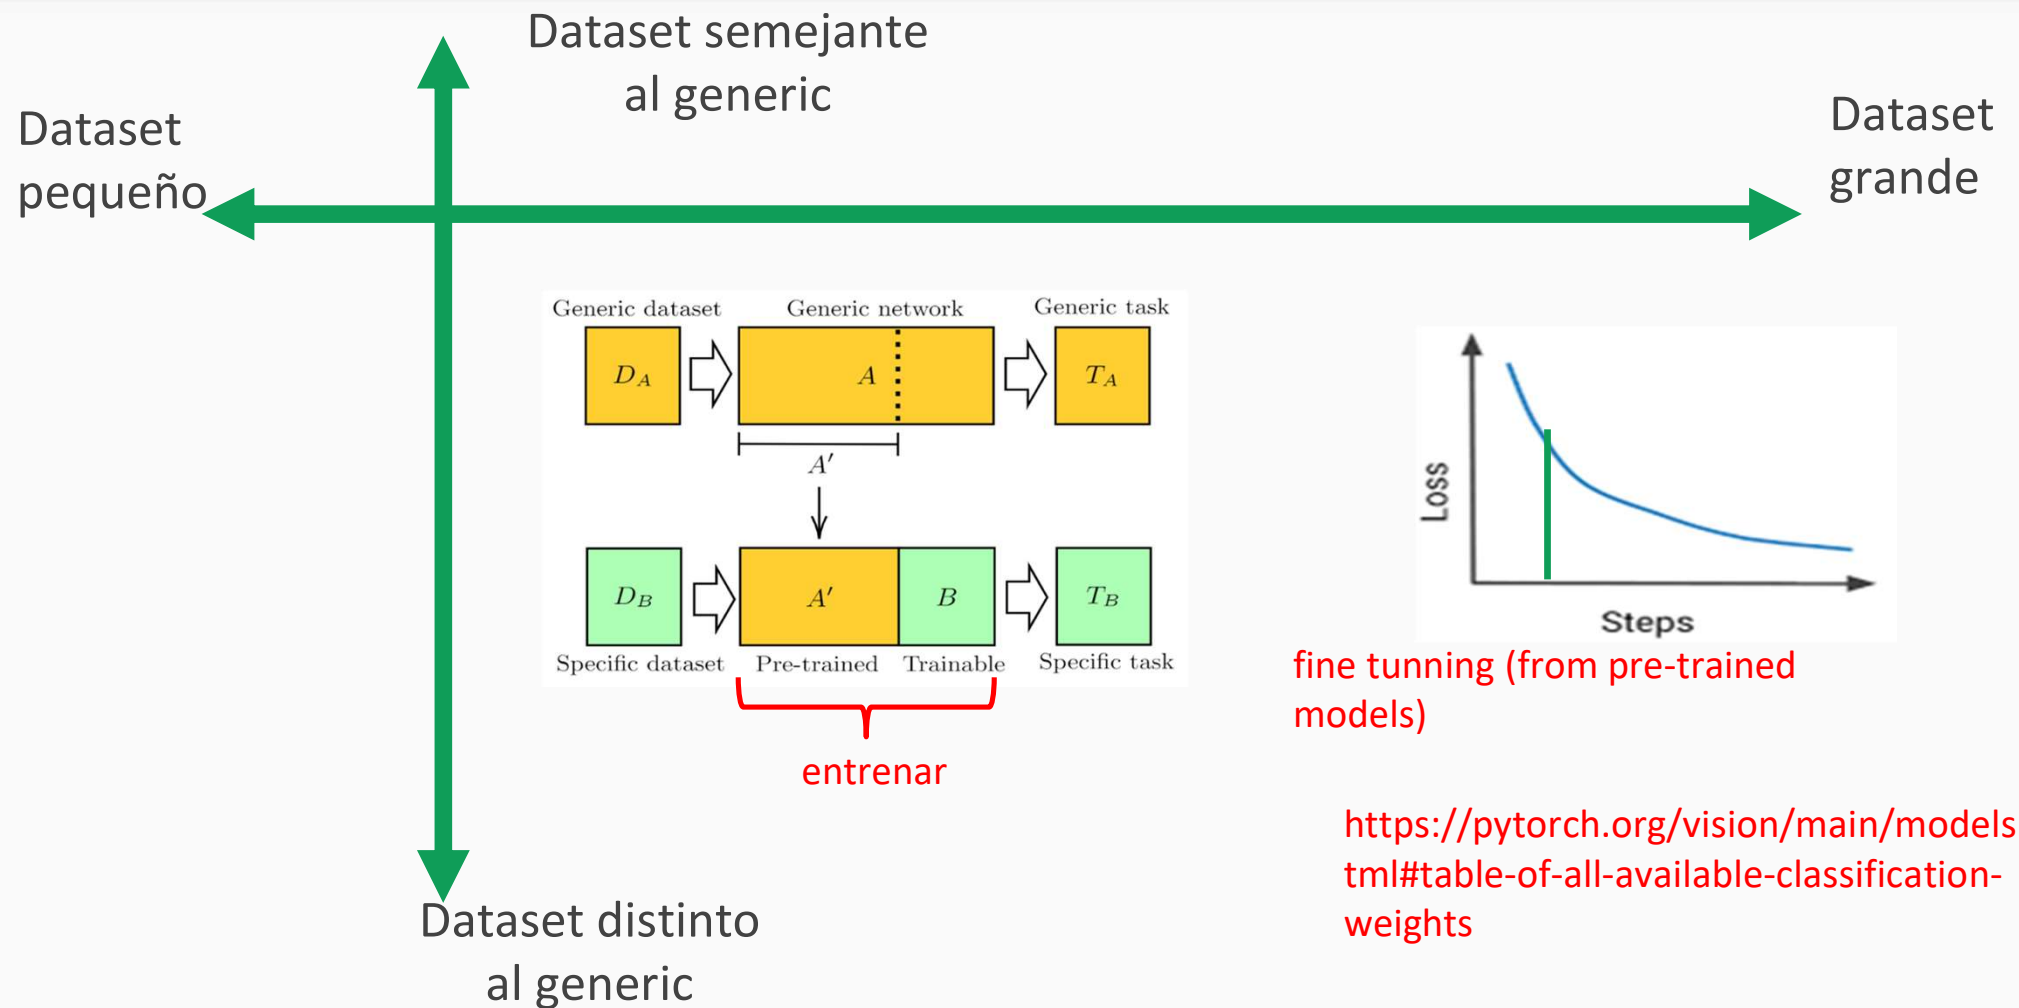 Dataset semejante
al generic
Dataset
pequeño
Dataset
grande
Generic dataset
Generic network
Generic task
D_A
A
T_A
A′
D_B
A′
B
T_B
Specific dataset
Pre-trained
Trainable
Specific task
entrenar
Loss
Steps
fine tunning (from pre-trained
models)
https://pytorch.org/vision/main/models
tml#table-of-all-available-classification-
weights
Dataset distinto
al generic